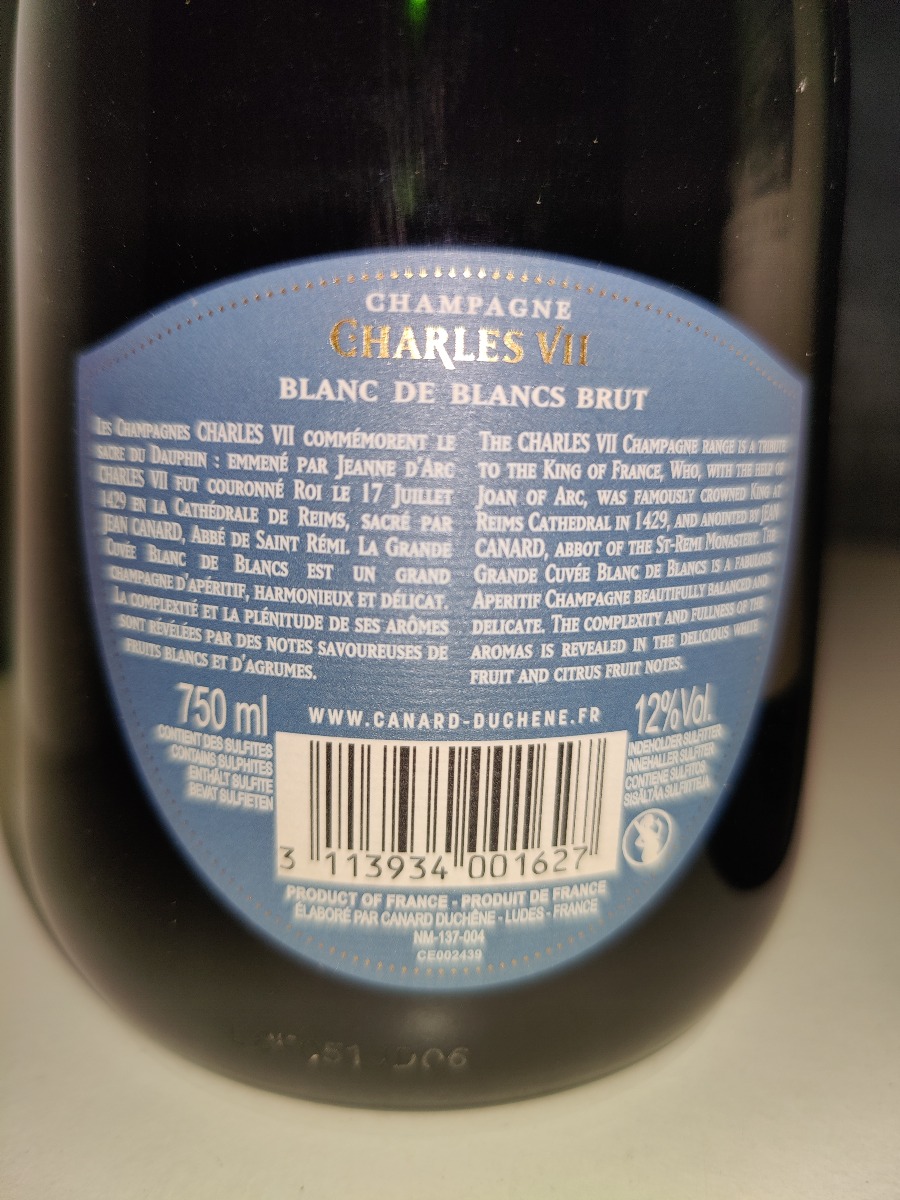 CHAMPAGNE
CHARLES VII
BLANC DE BLANCS BRUT
LES CHAMPAGNES CHARLES VII COMMÉMORENT LE
SACRE DU DAUPHIN : EMMENÉ PAR JEANNE D'ARC
CHARLES VII FUT COURONNÉ ROI LE 17 JUILLET
1429 EN LA CATHÉDRALE DE REIMS, SACRÉ PAR
JEAN CANARD, ABBÉ DE SAINT RÉMI. LA GRANDE
CUVÉE BLANC DE BLANCS EST UN GRAND
CHAMPAGNE D'APÉRITIF, HARMONIEUX ET DÉLICAT.
LA COMPLEXITÉ ET LA PLÉNITUDE DE SES ARÔMES
SONT RÉVÉLÉES PAR DES NOTES SAVOUREUSES DE
FRUITS BLANCS ET D'AGRUMES.
THE CHARLES VII CHAMPAGNE RANGE IS A TRIBUTE
TO THE KING OF FRANCE, WHO, WITH THE HELP OF
JOAN OF ARC, WAS FAMOUSLY CROWNED KING AT
REIMS CATHEDRAL IN 1429, AND ANOINTED BY JEAN
CANARD, ABBOT OF THE ST-REMI MONASTERY. THE
GRANDE CUVÉE BLANC DE BLANCS IS A FABULOUS
APERITIF CHAMPAGNE BEAUTIFULLY BALANCED AND
DELICATE. THE COMPLEXITY AND FULLNESS OF THE
AROMAS IS REVEALED IN THE DELICIOUS WHITE
FRUIT AND CITRUS FRUIT NOTES.
750 ml
CONTIENT DES SULFITES
CONTAINS SULPHITES
ENTHÄLT SULFITE
BEVAT SULFIETEN
WWW.CANARD-DUCHENE.FR
12%Vol.
INDEHOLDER SULFITTER
INNEHALLER SULFITER
CONTIENE SULFITOS
SISÄLTÄÄ SULFIITTEJA
3 113934 001627
PRODUCT OF FRANCE - PRODUIT DE FRANCE
ÉLABORÉ PAR CANARD DUCHÊNE - LUDES - FRANCE
NM-137-004
CE002439